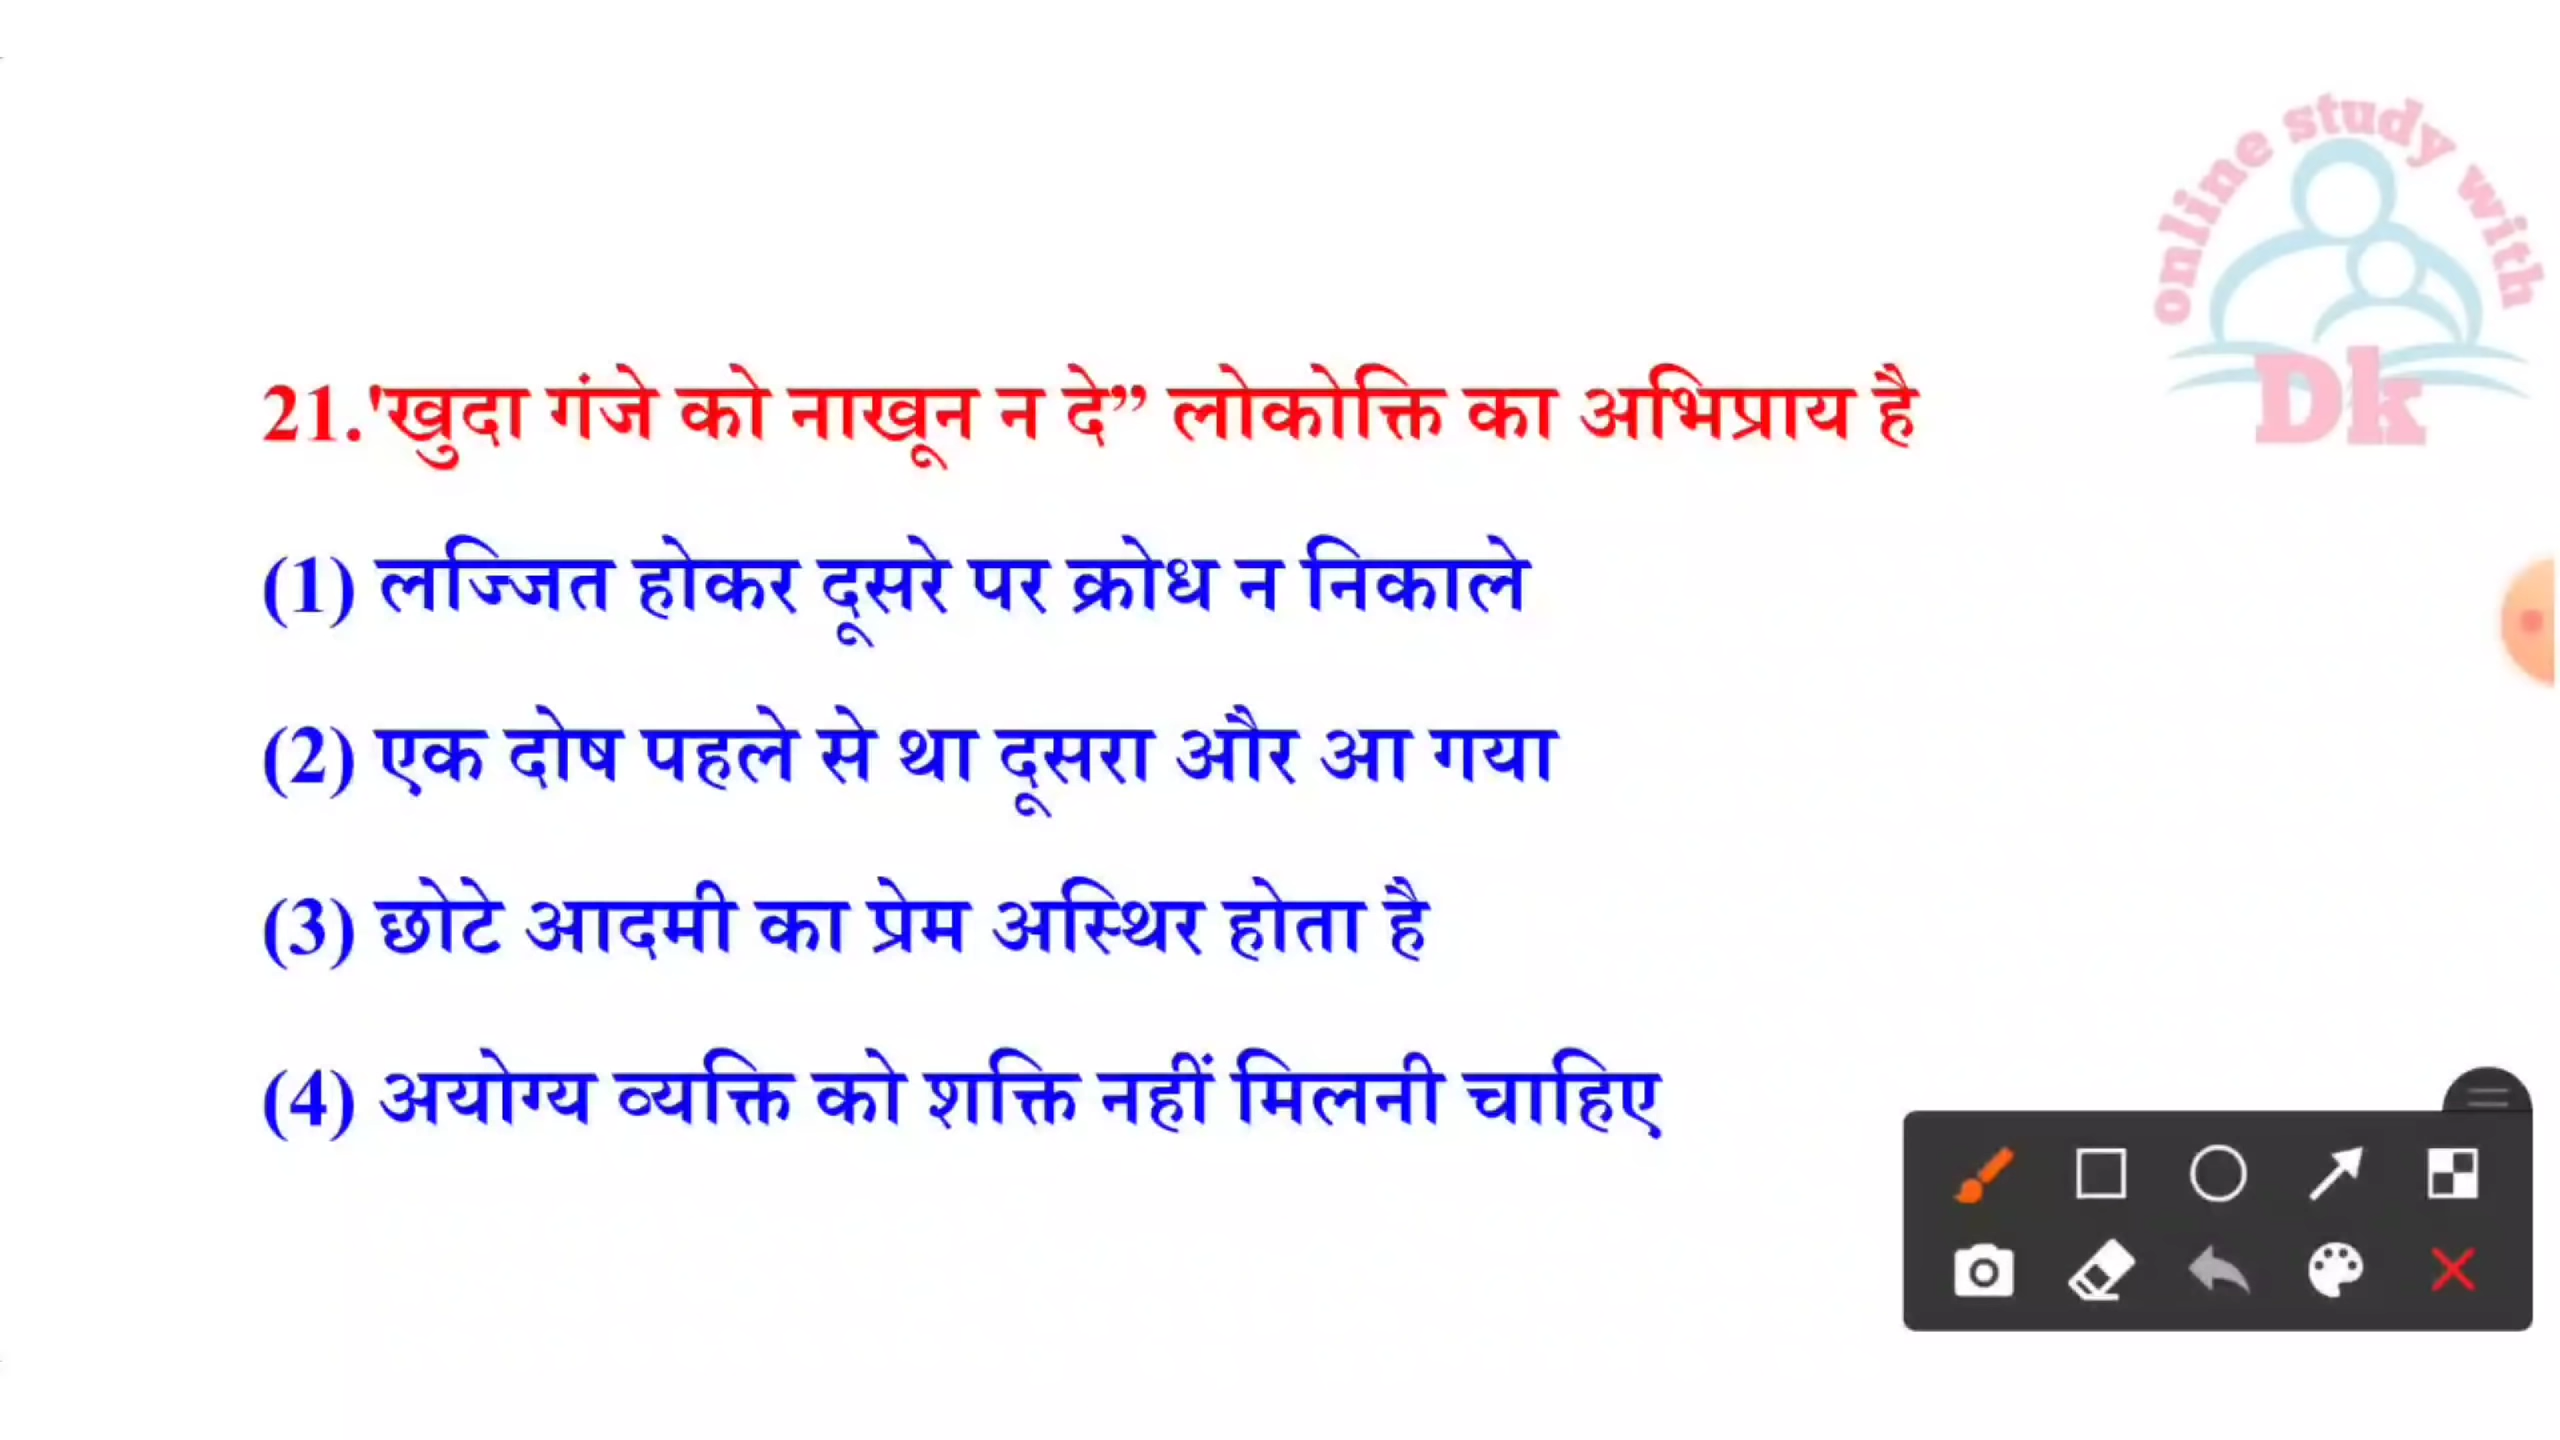 online study with
Dk
21.'खुदा गंजे को नाखून न दे” लोकोक्ति का अभिप्राय है
(1) लज्जित होकर दूसरे पर क्रोध न निकाले
(2) एक दोष पहले से था दूसरा और आ गया
(3) छोटे आदमी का प्रेम अस्थिर होता है
(4) अयोग्य व्यक्ति को शक्ति नहीं मिलनी चाहिए